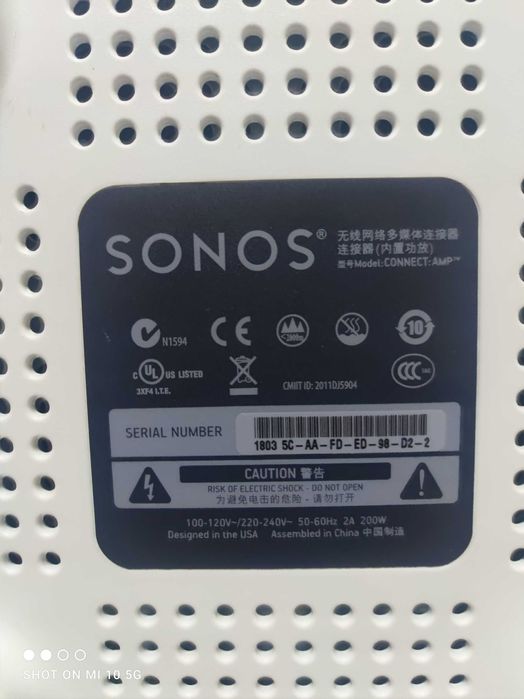 SONOS®
无线网络多媒体连接器
连接器(内置功放)
型号Model:CONNECT:AMP™
N1594
CE
≤2000m
10
C UL US LISTED
3XF4 I.T.E.
CMIIT ID: 2011DJ5904
CCC S&E
SERIAL NUMBER
1803 5C-AA-FD-ED-98-D2-2
CAUTION 警告
RISK OF ELECTRIC SHOCK - DO NOT OPEN
为避免电击的危险 - 请勿打开
100-120V~/220-240V~ 50-60Hz 2A 200W
Designed in the USA Assembled in China 中国制造
SHOT ON MI 10 5G